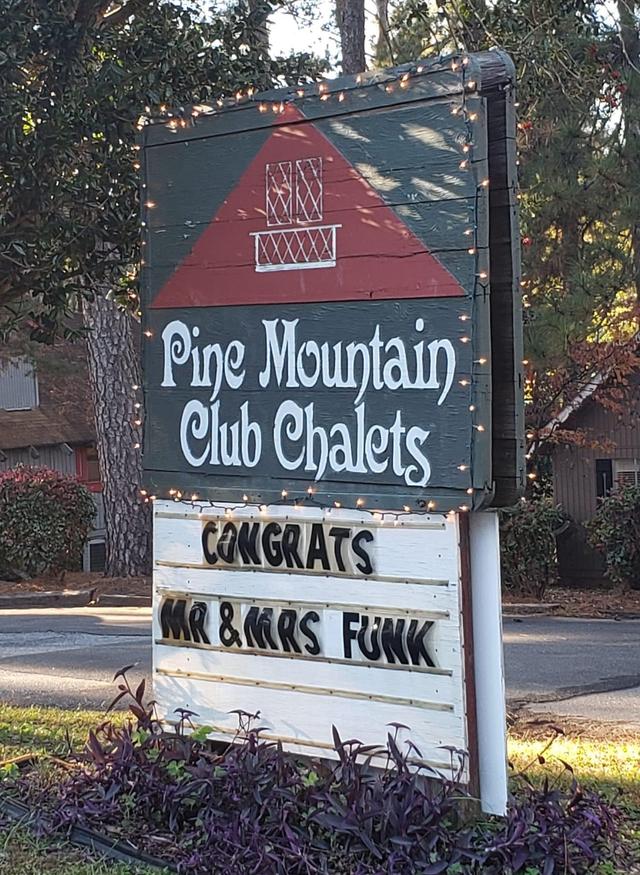 Pine Mountain
Club Chalets
CONGRATS
MR & MRS FUNK